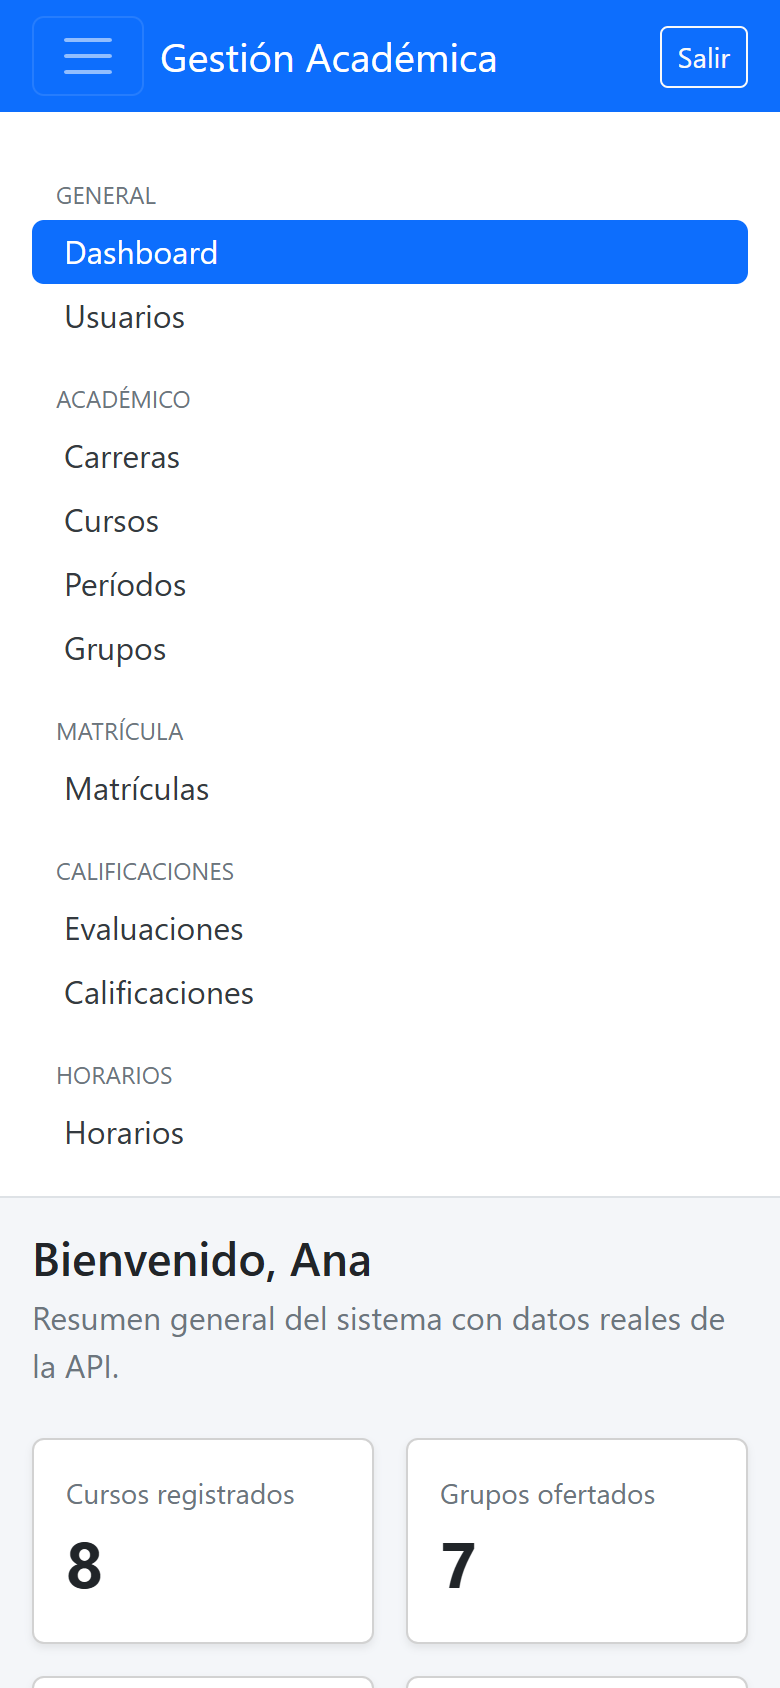 Gestión Académica
Salir
GENERAL
Dashboard
Usuarios
ACADÉMICO
Carreras
Cursos
Períodos
Grupos
MATRÍCULA
Matrículas
CALIFICACIONES
Evaluaciones
Calificaciones
HORARIOS
Horarios
Bienvenido, Ana
Resumen general del sistema con datos reales de
la API.
Cursos registrados
8
Grupos ofertados
7